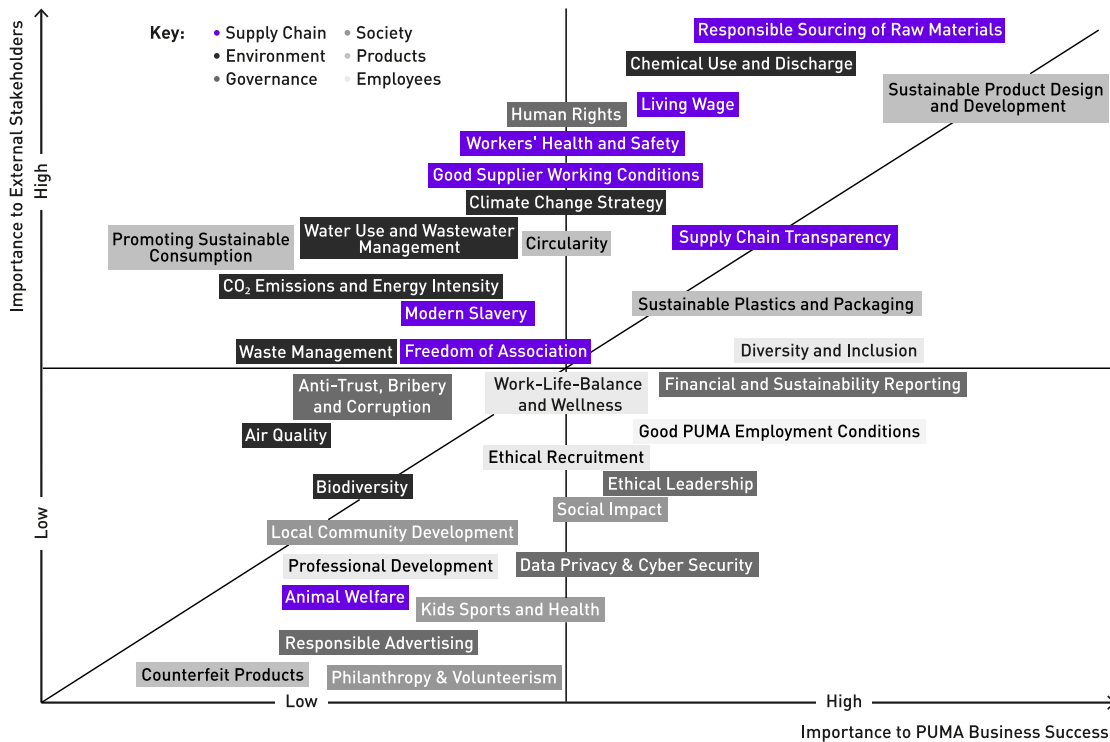 Importance to External Stakeholders
High
Low
Key:
Supply Chain
Environment
Governance
Society
Products
Employees
Responsible Sourcing of Raw Materials
Chemical Use and Discharge
Sustainable Product Design
and Development
Living Wage
Human Rights
Workers' Health and Safety
Good Supplier Working Conditions
Climate Change Strategy
Promoting Sustainable
Consumption
Water Use and Wastewater
Management
Circularity
Supply Chain Transparency
CO₂ Emissions and Energy Intensity
Modern Slavery
Sustainable Plastics and Packaging
Waste Management
Freedom of Association
Diversity and Inclusion
Anti-Trust, Bribery
and Corruption
Work-Life-Balance
and Wellness
Financial and Sustainability Reporting
Air Quality
Good PUMA Employment Conditions
Ethical Recruitment
Biodiversity
Ethical Leadership
Social Impact
Local Community Development
Professional Development
Data Privacy & Cyber Security
Animal Welfare
Kids Sports and Health
Responsible Advertising
Counterfeit Products
Philanthropy & Volunteerism
Low
High
Importance to PUMA Business Success